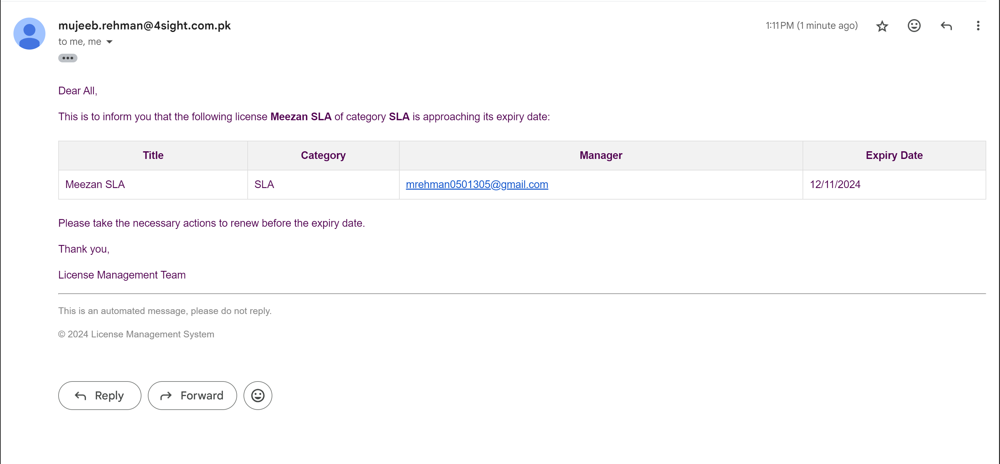 mujeeb.rehman@4sight.com.pk
1:11 PM (1 minute ago)
to me, me
Dear All,
This is to inform you that the following license Meezan SLA of category SLA is approaching its expiry date:
Title Category Manager Expiry Date
Meezan SLA SLA mrehman0501305@gmail.com 12/11/2024
Please take the necessary actions to renew before the expiry date.
Thank you,
License Management Team
This is an automated message, please do not reply.
© 2024 License Management System
Reply Forward